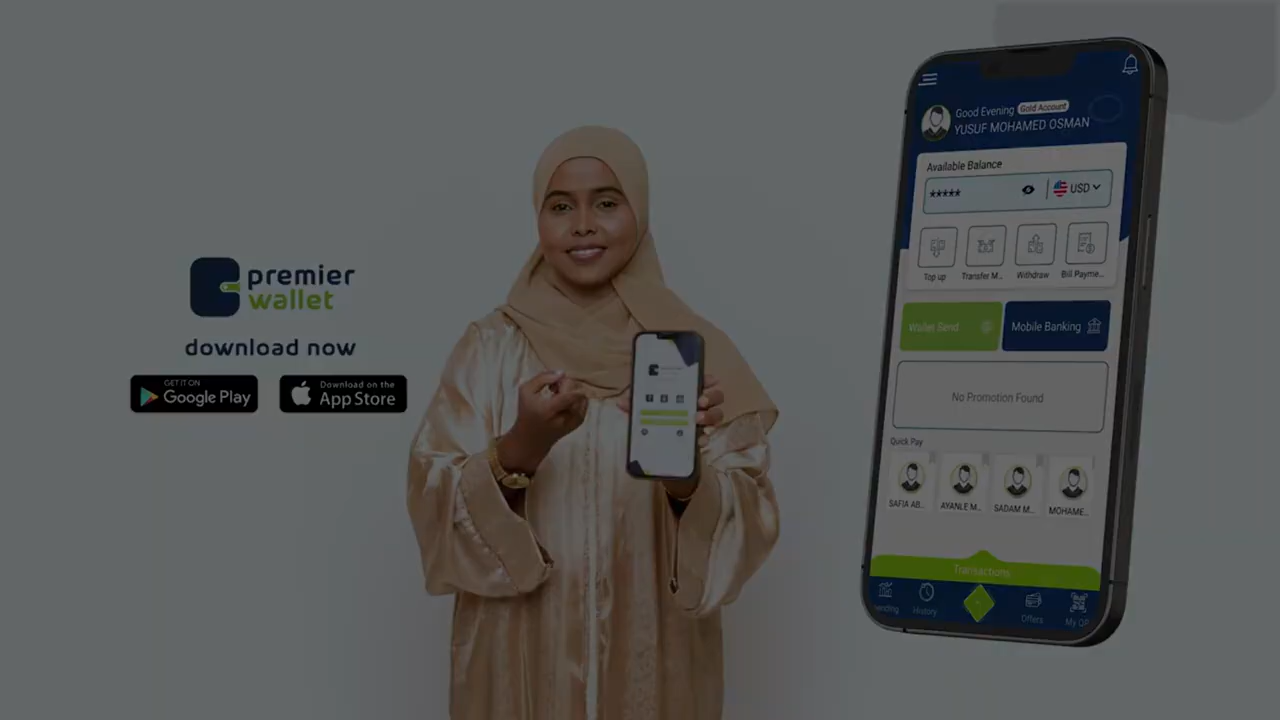 premier
wallet
download now
GET IT ON
Google Play
Download on the
App Store
Good Evening Gold Account
YUSUF MOHAMED OSMAN
Available Balance
***** USD
Top up Transfer M... Withdraw Bill Payme...
Wallet Send Mobile Banking
No Promotion Found
Quick Pay
SAFIA AB.. AYANLE M.. SADAM M... MOHAME...
Transactions
History Offers My QR